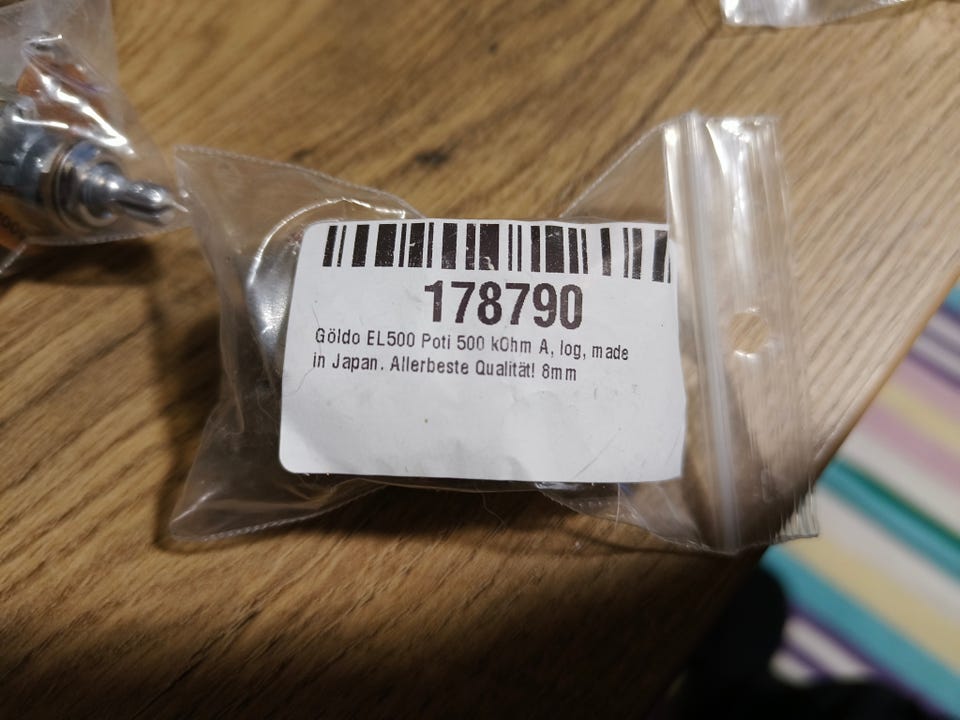 178790
Göldo EL500 Poti 500 kOhm A, log, made
in Japan. Allerbeste Qualität! 8mm